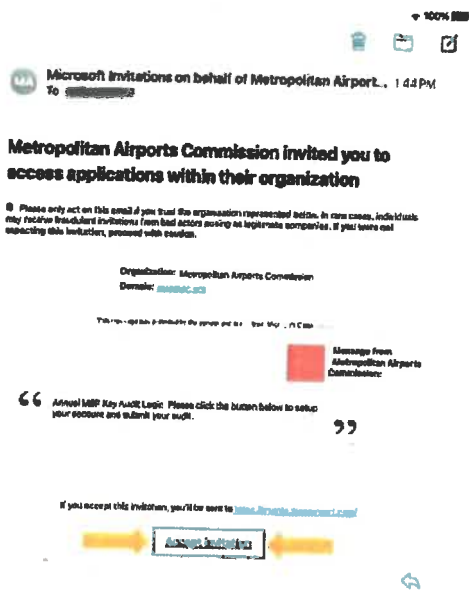 100%
MA
Microsoft Invitations on behalf of Metropolitan Airport... 1:44 PM
To
Metropolitan Airports Commission invited you to
access applications within their organization
Please only act on this email if you trust the organization represented below. In rare cases, individuals
may receive fraudulent invitations from bad actors posing as legitimate companies. If you were not
expecting this invitation, proceed with caution.
Organization: Metropolitan Airports Commission
Domain:
Message from
Metropolitan Airports
Commission:
“ Annual MSP Key Audit Login. Please click the button below to setup
your account and submit your audit. ”
If you accept this invitation, you'll be sent to
Accept invitation